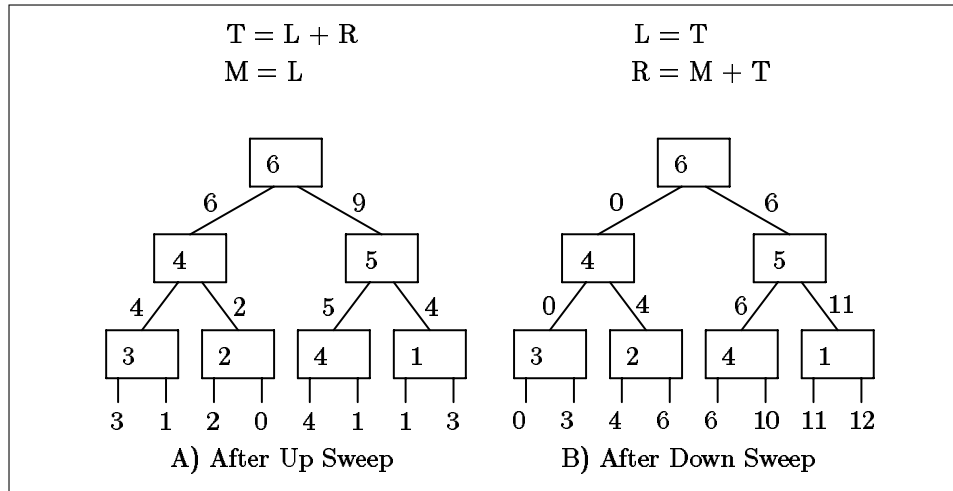 T = L + R L = T
M = L R = M + T
6 6
6 9 0 6
4 5 4 5
4 2 5 4 0 4 6 11
3 2 4 1 3 2 4 1
3 1 2 0 4 1 1 3 0 3 4 6 6 10 11 12
A) After Up Sweep B) After Down Sweep